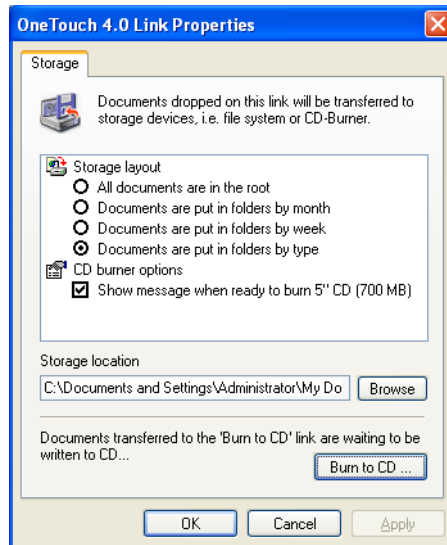 OneTouch 4.0 Link Properties
Storage
Documents dropped on this link will be transferred to
storage devices, i.e. file system or CD-Burner.
Storage layout
All documents are in the root
Documents are put in folders by month
Documents are put in folders by week
Documents are put in folders by type
CD burner options
Show message when ready to burn 5" CD (700 MB)
Storage location
C:\Documents and Settings\Administrator\My Do
Browse
Documents transferred to the 'Burn to CD' link are waiting to be
written to CD...
Burn to CD ...
OK
Cancel
Apply